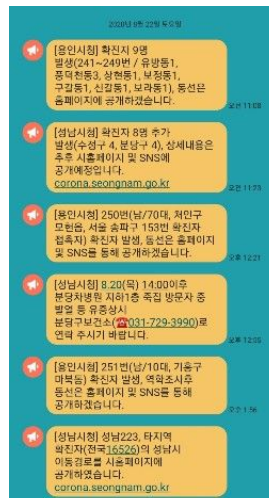 2020년 8월 22일 토요일
[용인시청] 확진자 9명
발생(241~249번 / 유방동1,
풍덕천동3, 상현동1, 보정동1,
구갈동1, 신갈동1, 보라동1), 동선은
홈페이지에 공개하겠습니다.
오전 11:08
[성남시청] 확진자 8명 추가
발생(수정구 4, 분당구 4), 상세내용은
추후 시홈페이지 및 SNS에
공개예정입니다.
corona.seongnam.go.kr
오전 11:23
[용인시청] 250번(남/70대, 처인구
모현읍, 서울 송파구 153번 확진자
접촉자) 확진자 발생, 동선은 홈페이지
및 SNS를 통해 공개하겠습니다.
오후 12:21
[성남시청] 8.20(목) 14:00이후
분당차병원 지하1층 죽집 방문자 중
발열 등 유증상시
분당구보건소(☎031-729-3990)로
연락 주시기 바랍니다.
오후 12:55
[용인시청] 251번(남/10대, 기흥구
마북동) 확진자 발생, 역학조사후
동선은 홈페이지 및 SNS를 통해
공개하겠습니다.
오후 1:36
[성남시청] 성남223, 타지역
확진자(전국16526)의 성남시
이동경로를 시홈페이지에
공개하였습니다.
corona.seongnam.go.kr